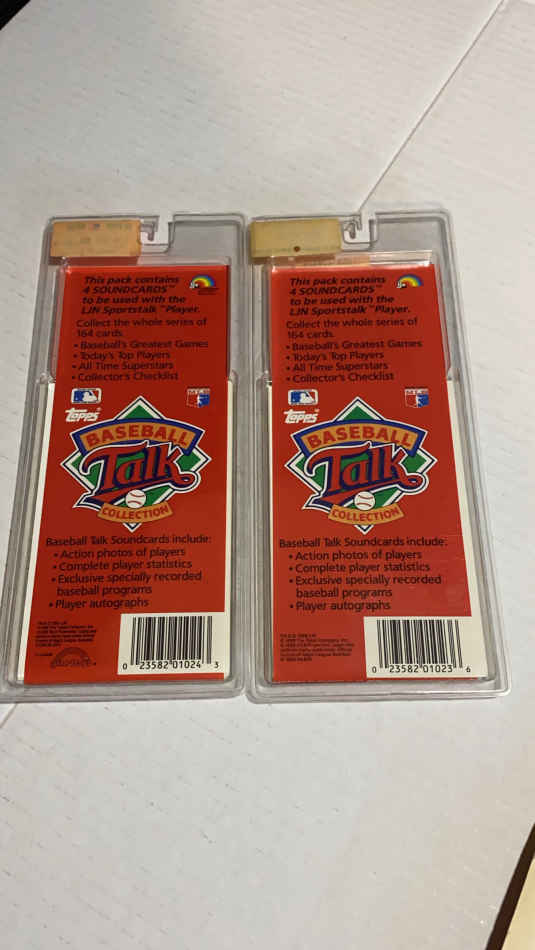 This pack contains
4 SOUNDCARDS™
to be used with the
LJN Sportstalk™ Player.
Collect the whole series of
164 cards.
• Baseball's Greatest Games
• Today's Top Players
• All Time Superstars
• Collector's Checklist
Topps®
BASEBALL
Talk
COLLECTION
Baseball Talk Soundcards include:
• Action photos of players
• Complete player statistics
• Exclusive specially recorded
baseball programs
• Player autographs
0 23582 01024 3
This pack contains
4 SOUNDCARDS™
to be used with the
LJN Sportstalk™ Player.
Collect the whole series of
164 cards.
• Baseball's Greatest Games
• Today's Top Players
• All Time Superstars
• Collector's Checklist
Topps®
BASEBALL
Talk
COLLECTION
Baseball Talk Soundcards include:
• Action photos of players
• Complete player statistics
• Exclusive specially recorded
baseball programs
• Player autographs
0 23582 01023 6